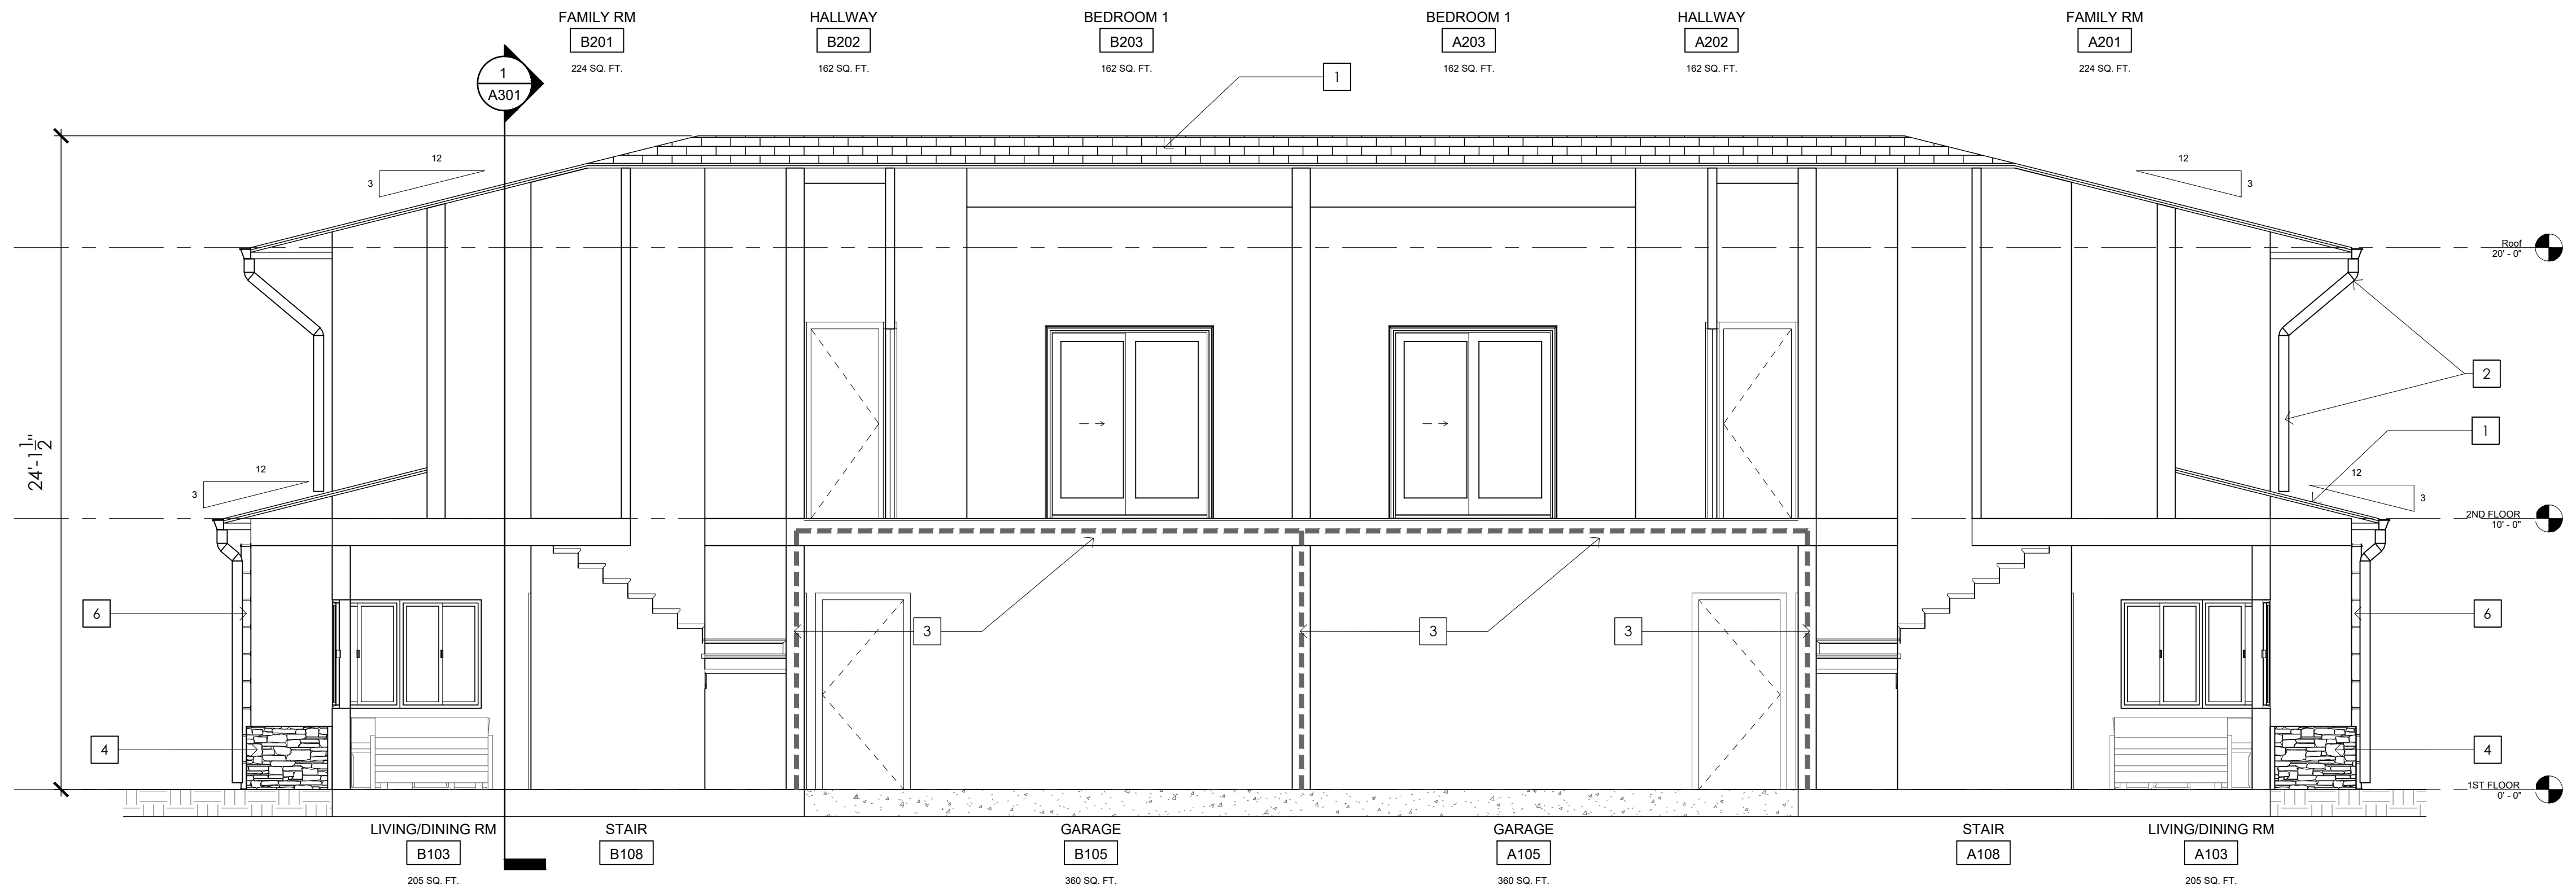 FAMILY RM
B201
224 SQ. FT.
HALLWAY
B202
162 SQ. FT.
BEDROOM 1
B203
162 SQ. FT.
BEDROOM 1
A203
162 SQ. FT.
HALLWAY
A202
162 SQ. FT.
FAMILY RM
A201
224 SQ. FT.
1
A301
1
12
3
12
3
Roof
20' - 0"
2
1
24'-1 1/2"
12
3
12
3
2ND FLOOR
10' - 0"
6
3
3
3
6
4
4
1ST FLOOR
0' - 0"
LIVING/DINING RM
B103
205 SQ. FT.
STAIR
B108
GARAGE
B105
360 SQ. FT.
GARAGE
A105
360 SQ. FT.
STAIR
A108
LIVING/DINING RM
A103
205 SQ. FT.